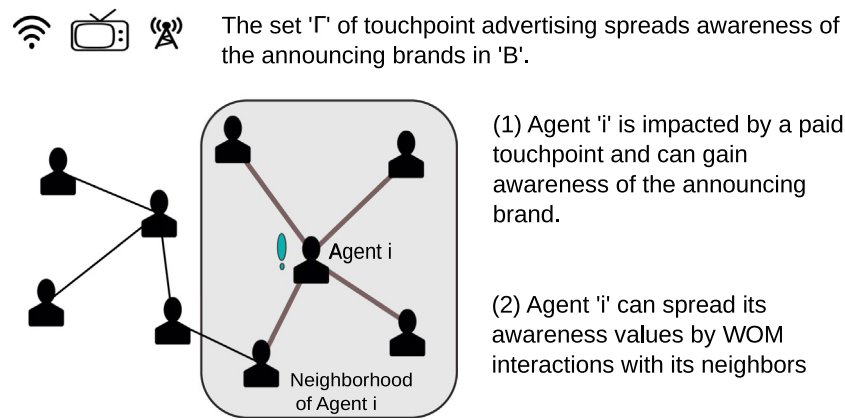 The set 'Γ' of touchpoint advertising spreads awareness of
the announcing brands in 'B'.
(1) Agent 'i' is impacted by a paid
touchpoint and can gain
awareness of the announcing
brand.
Agent i
(2) Agent 'i' can spread its
awareness values by WOM
interactions with its neighbors
Neighborhood
of Agent i